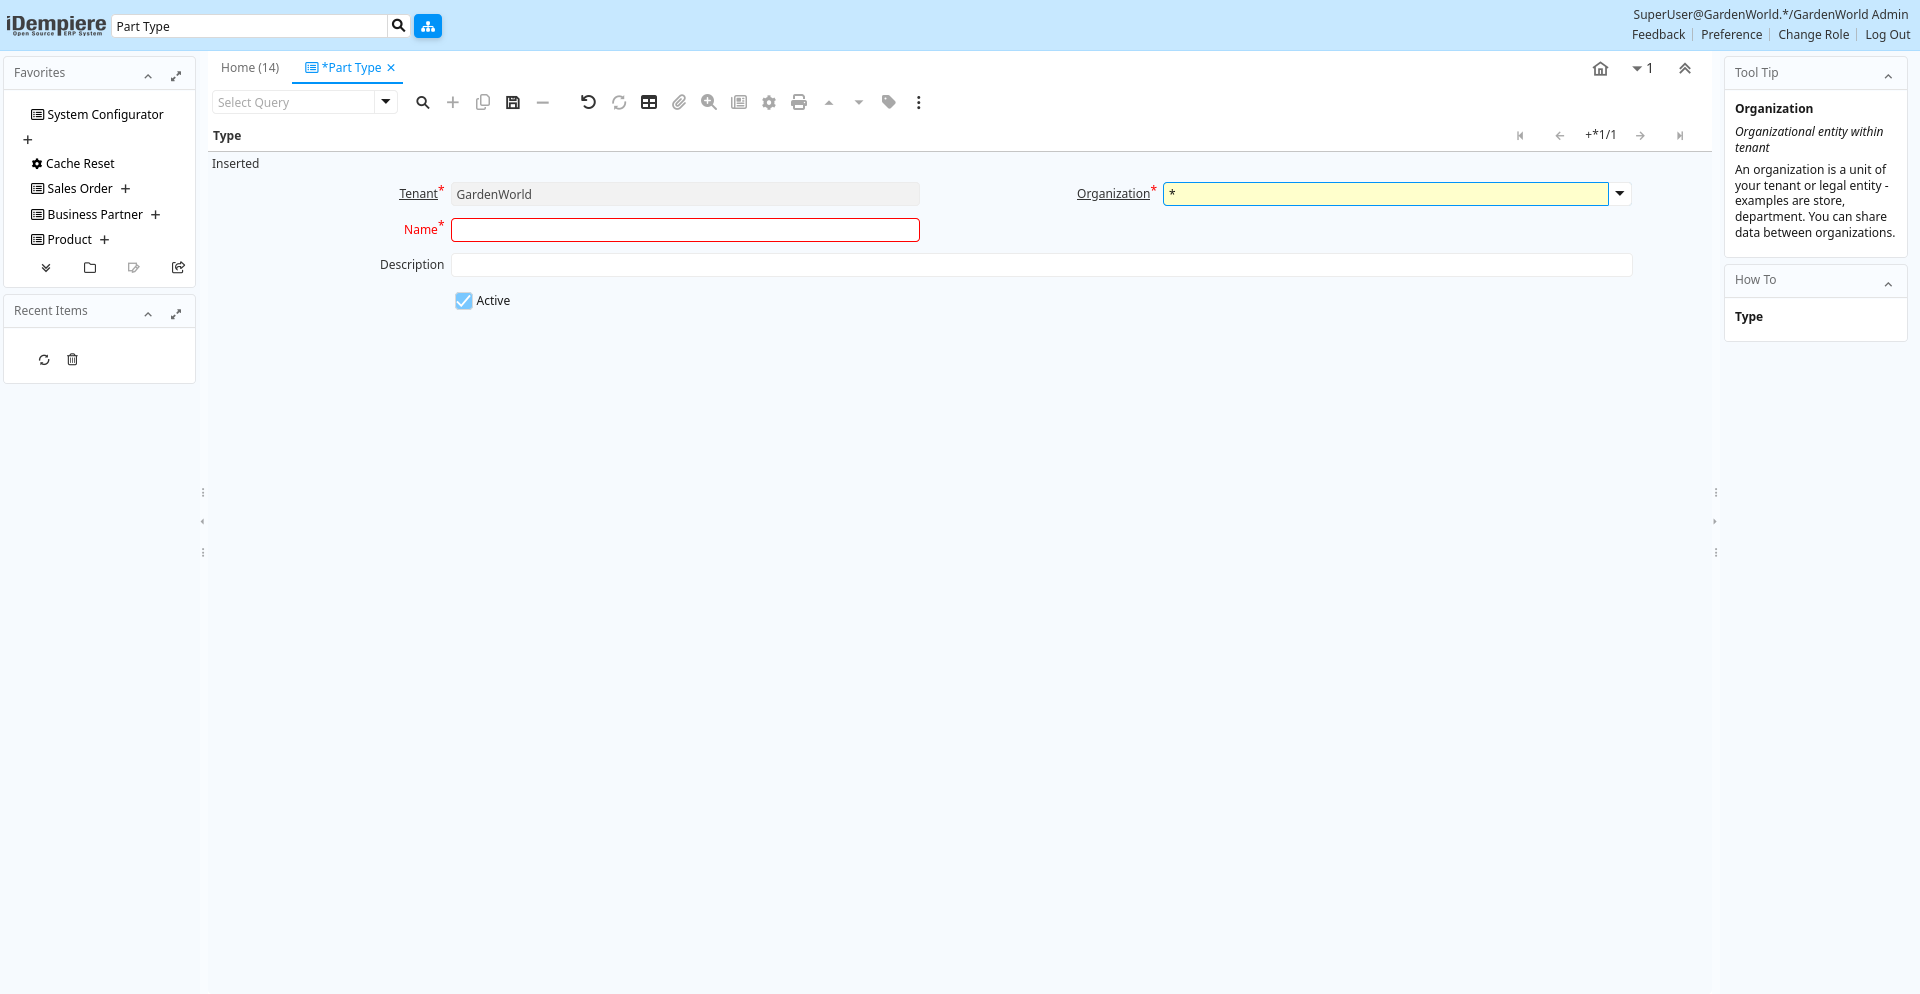 iDempiere
Open Source ERP System
Part Type
SuperUser@GardenWorld.*/GardenWorld Admin
Feedback
Preference
Change Role
Log Out
Favorites
System Configurator
Cache Reset
Sales Order
Business Partner
Product
Recent Items
Home (14)
*Part Type
1
Select Query
Type
+*1/1
Inserted
Tenant*
GardenWorld
Organization*
*
Name*
Description
Active
Tool Tip
Organization
Organizational entity within
tenant
An organization is a unit of
your tenant or legal entity -
examples are store,
department. You can share
data between organizations.
How To
Type